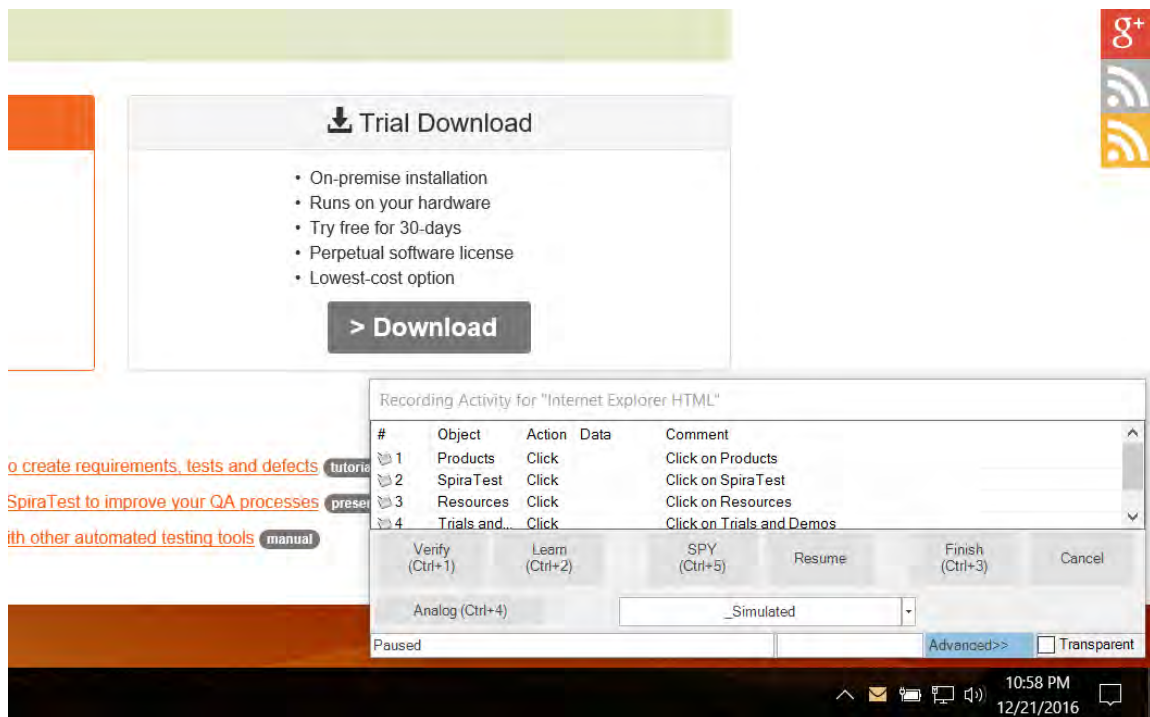 g+
Trial Download
• On-premise installation
• Runs on your hardware
• Try free for 30-days
• Perpetual software license
• Lowest-cost option
> Download
o create requirements, tests and defects
SpiraTest to improve your QA processes
ith other automated testing tools manual
Recording Activity for "Internet Explorer HTML"
# Object Action Data Comment
1 Products Click Click on Products
2 SpiraTest Click Click on SpiraTest
3 Resources Click Click on Resources
4 Trials and... Click Click on Trials and Demos
Verify (Ctrl+1) Learn (Ctrl+2) SPY (Ctrl+5) Resume Finish (Ctrl+3) Cancel
Analog (Ctrl+4) _Simulated
Paused Advanced>> Transparent
10:58 PM
12/21/2016